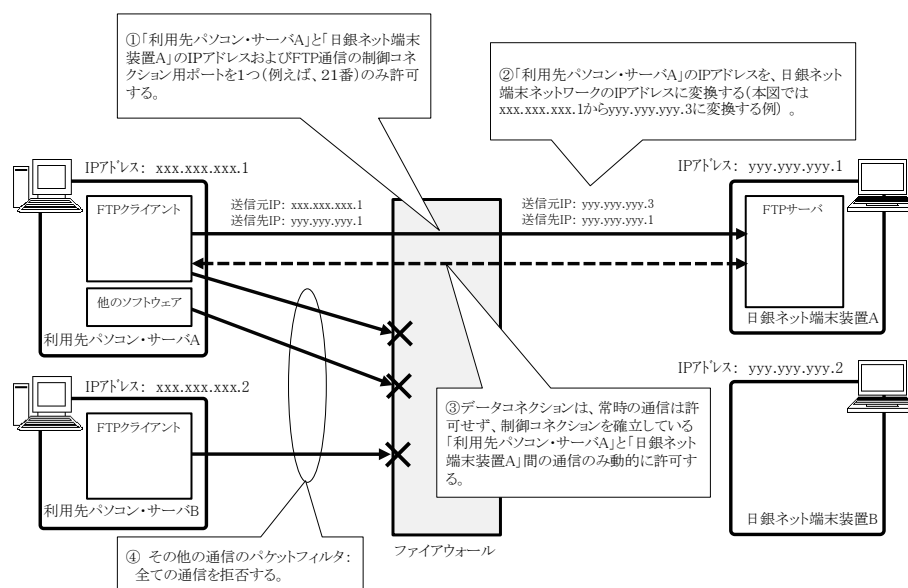 ①「利用先パソコン・サーバA」と「日銀ネット端末
装置A」のIPアドレスおよびFTP通信の制御コネ
クション用ポートを1つ(例えば、21番)のみ許可
する。
②「利用先パソコン・サーバA」のIPアドレスを、日銀ネット
端末ネットワークのIPアドレスに変換する(本図では
xxx.xxx.xxx.1からyyy.yyy.yyy.3に変換する例) 。
IPアドレス: xxx.xxx.xxx.1
IPアドレス: yyy.yyy.yyy.1
FTPクライアント
送信元IP: xxx.xxx.xxx.1
送信先IP: yyy.yyy.yyy.1
送信元IP: yyy.yyy.yyy.3
送信先IP: yyy.yyy.yyy.1
FTPサーバ
他のソフトウェア
利用先パソコン・サーバA
日銀ネット端末装置A
IPアドレス: xxx.xxx.xxx.2
IPアドレス: yyy.yyy.yyy.2
FTPクライアント
③データコネクションは、常時の通信は許
可せず、制御コネクションを確立している
「利用先パソコン・サーバA」と「日銀ネット
端末装置A」間の通信のみ動的に許可す
る。
利用先パソコン・サーバB
日銀ネット端末装置B
ファイアウォール
④ その他の通信のパケットフィルタ:
全ての通信を拒否する。